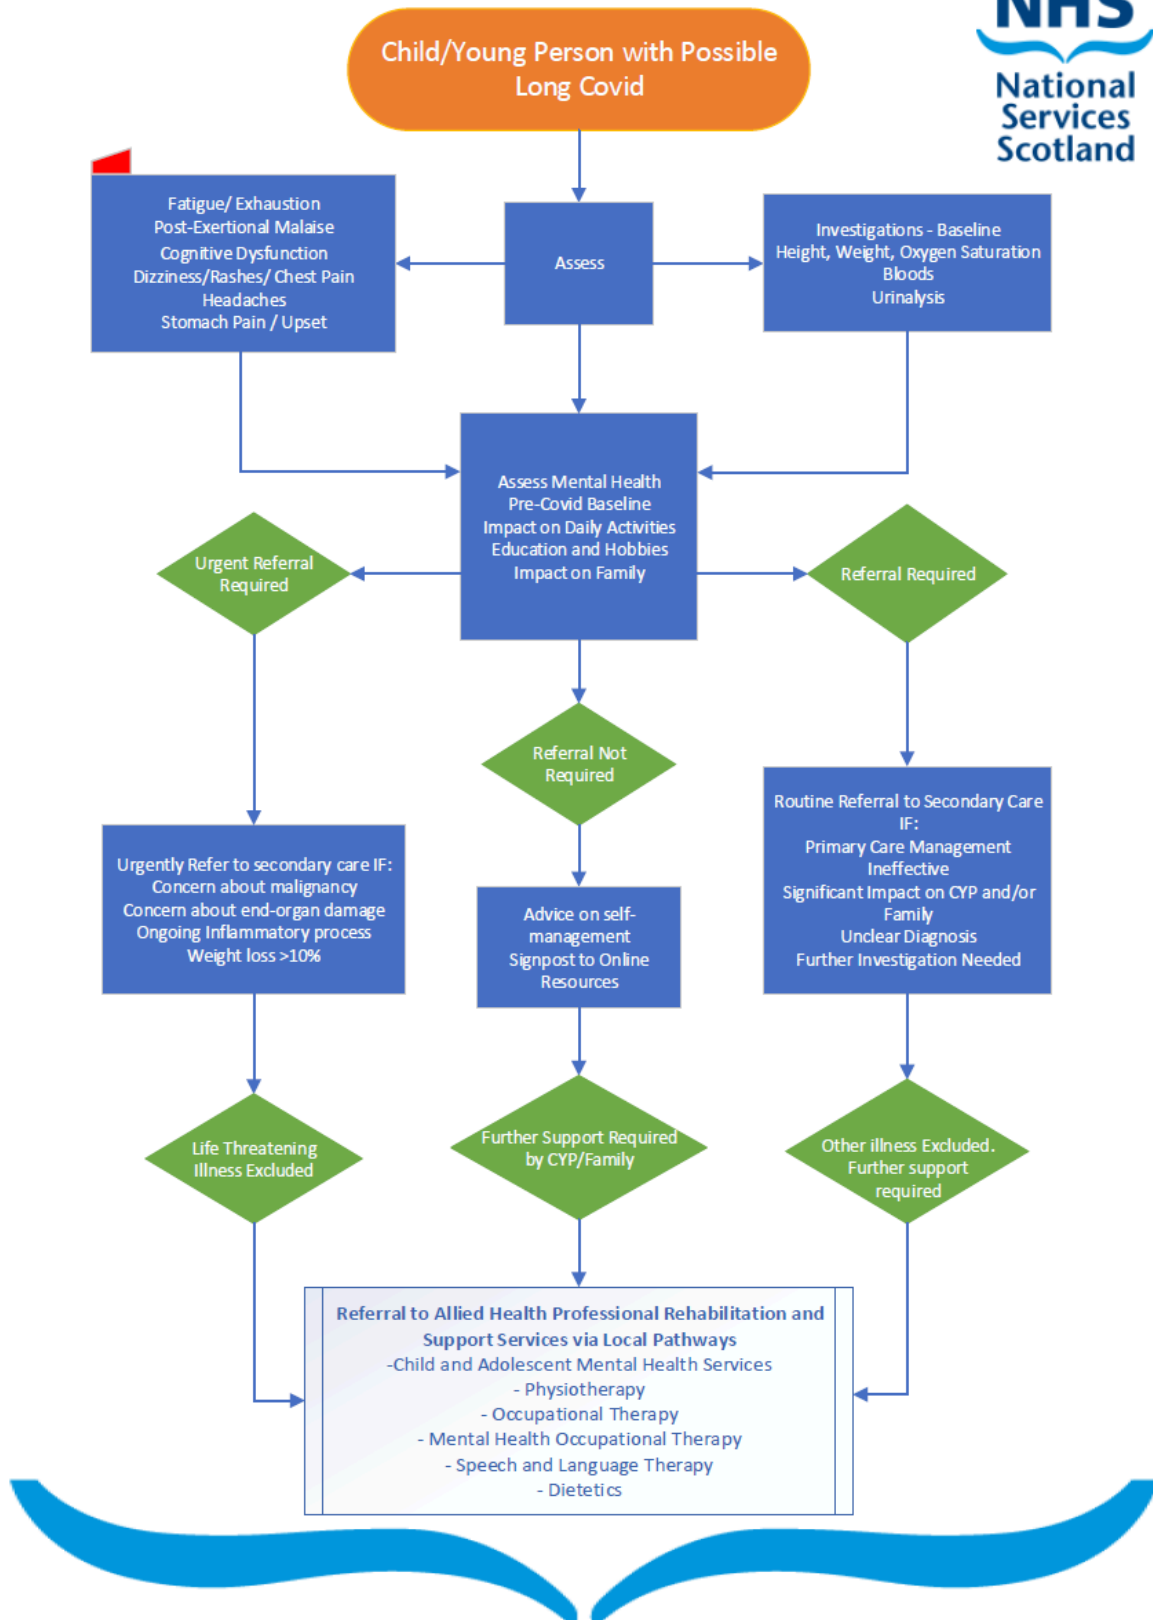 Child/Young Person with Possible
Long Covid
NHS
National
Services
Scotland
Fatigue/ Exhaustion
Post-Exertional Malaise
Cognitive Dysfunction
Dizziness/Rashes/ Chest Pain
Headaches
Stomach Pain / Upset
Assess
Investigations - Baseline
Height, Weight, Oxygen Saturation
Bloods
Urinalysis
Assess Mental Health
Pre-Covid Baseline
Impact on Daily Activities
Education and Hobbies
Impact on Family
Urgent Referral
Required
Referral Required
Referral Not
Required
Urgently Refer to secondary care IF:
Concern about malignancy
Concern about end-organ damage
Ongoing Inflammatory process
Weight loss >10%
Advice on self-
management
Signpost to Online
Resources
Routine Referral to Secondary Care
IF:
Primary Care Management
Ineffective
Significant Impact on CYP and/or
Family
Unclear Diagnosis
Further Investigation Needed
Life Threatening
Illness Excluded
Further Support Required
by CYP/Family
Other illness Excluded.
Further support
required
Referral to Allied Health Professional Rehabilitation and
Support Services via Local Pathways
-Child and Adolescent Mental Health Services
- Physiotherapy
- Occupational Therapy
- Mental Health Occupational Therapy
- Speech and Language Therapy
- Dietetics